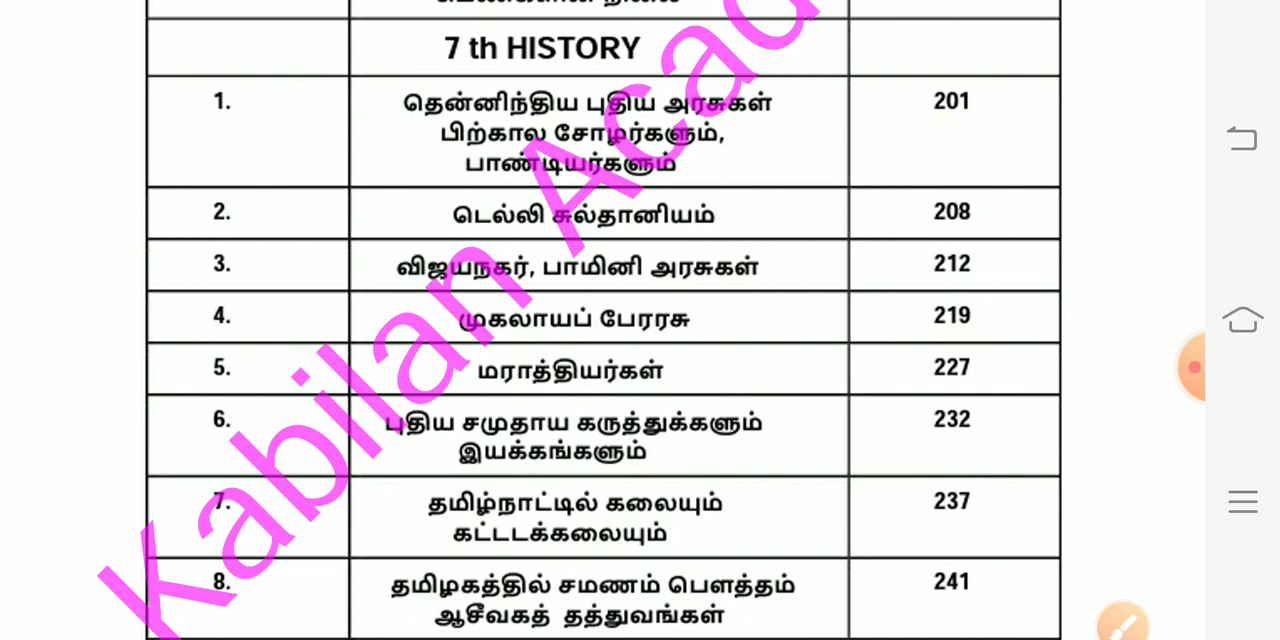 7 th HISTORY
1. தென்னிந்திய புதிய அரசுகள் 201
பிற்கால சோழர்களும்,
பாண்டியர்களும்
2. டெல்லி சுல்தானியம் 208
3. விஜயநகர், பாமினி அரசுகள் 212
4. முகலாயப் பேரரசு 219
5. மராத்தியர்கள் 227
6. புதிய சமுதாய கருத்துக்களும் 232
இயக்கங்களும்
7. தமிழ்நாட்டில் கலையும் 237
கட்டடக்கலையும்
8. தமிழகத்தில் சமணம் பௌத்தம் 241
ஆசீவகத் தத்துவங்கள்
Kabilan Acad